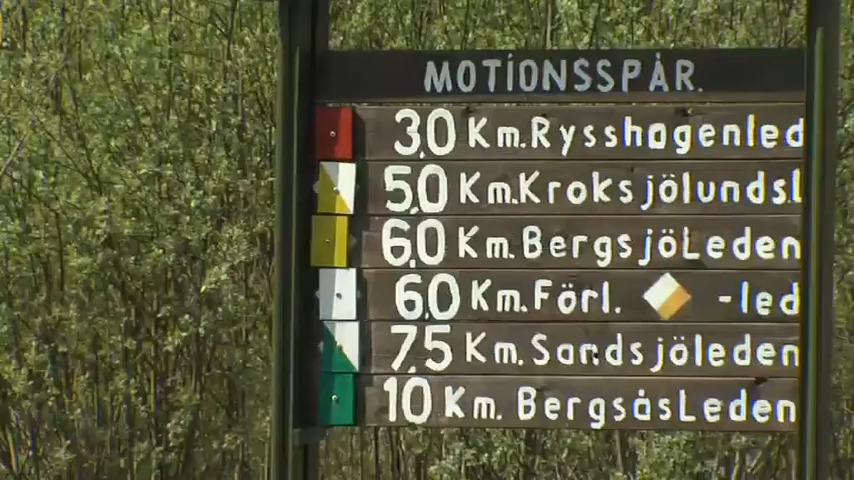 MOTIONSSPÅR.
3,0 Km. Rysshagenled
5,0 Km. Kroksjölunds.L
6,0 Km. BergsjöLeden
6,0 Km. Förl. -led
7,5 Km. Sandsjöleden
10 Km. BergsåsLeden